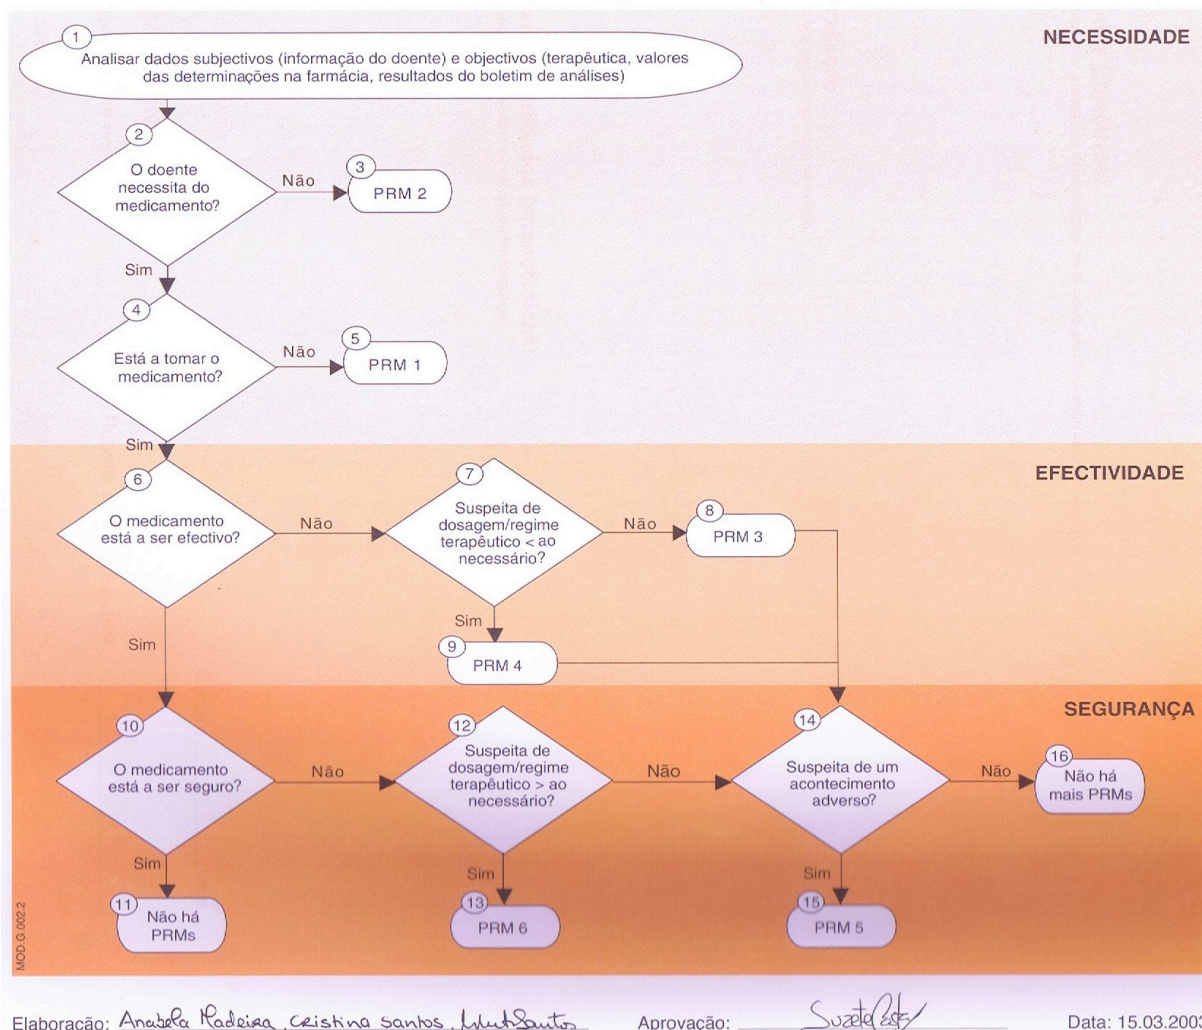 NECESSIDADE
1
Analisar dados subjectivos (informação do doente) e objectivos (terapêutica, valores
das determinações na farmácia, resultados do boletim de análises)
2
O doente
necessita do
medicamento?
Não
3
PRM 2
Sim
4
Está a tomar o
medicamento?
Não
5
PRM 1
Sim
EFECTIVIDADE
6
O medicamento
está a ser efectivo?
Não
7
Suspeita de
dosagem/regime
terapêutico < ao
necessário?
Não
8
PRM 3
Sim
9
PRM 4
Sim
SEGURANÇA
10
O medicamento
está a ser seguro?
Não
12
Suspeita de
dosagem/regime
terapêutico > ao
necessário?
Não
14
Suspeita de um
acontecimento
adverso?
Não
16
Não há
mais PRMs
Sim
11
Não há
PRMs
Sim
13
PRM 6
Sim
15
PRM 5
MOD.G.002.2
Elaboração: Anabela Madeira, Cristina Santos,
Aprovação:
Data: 15.03.2003